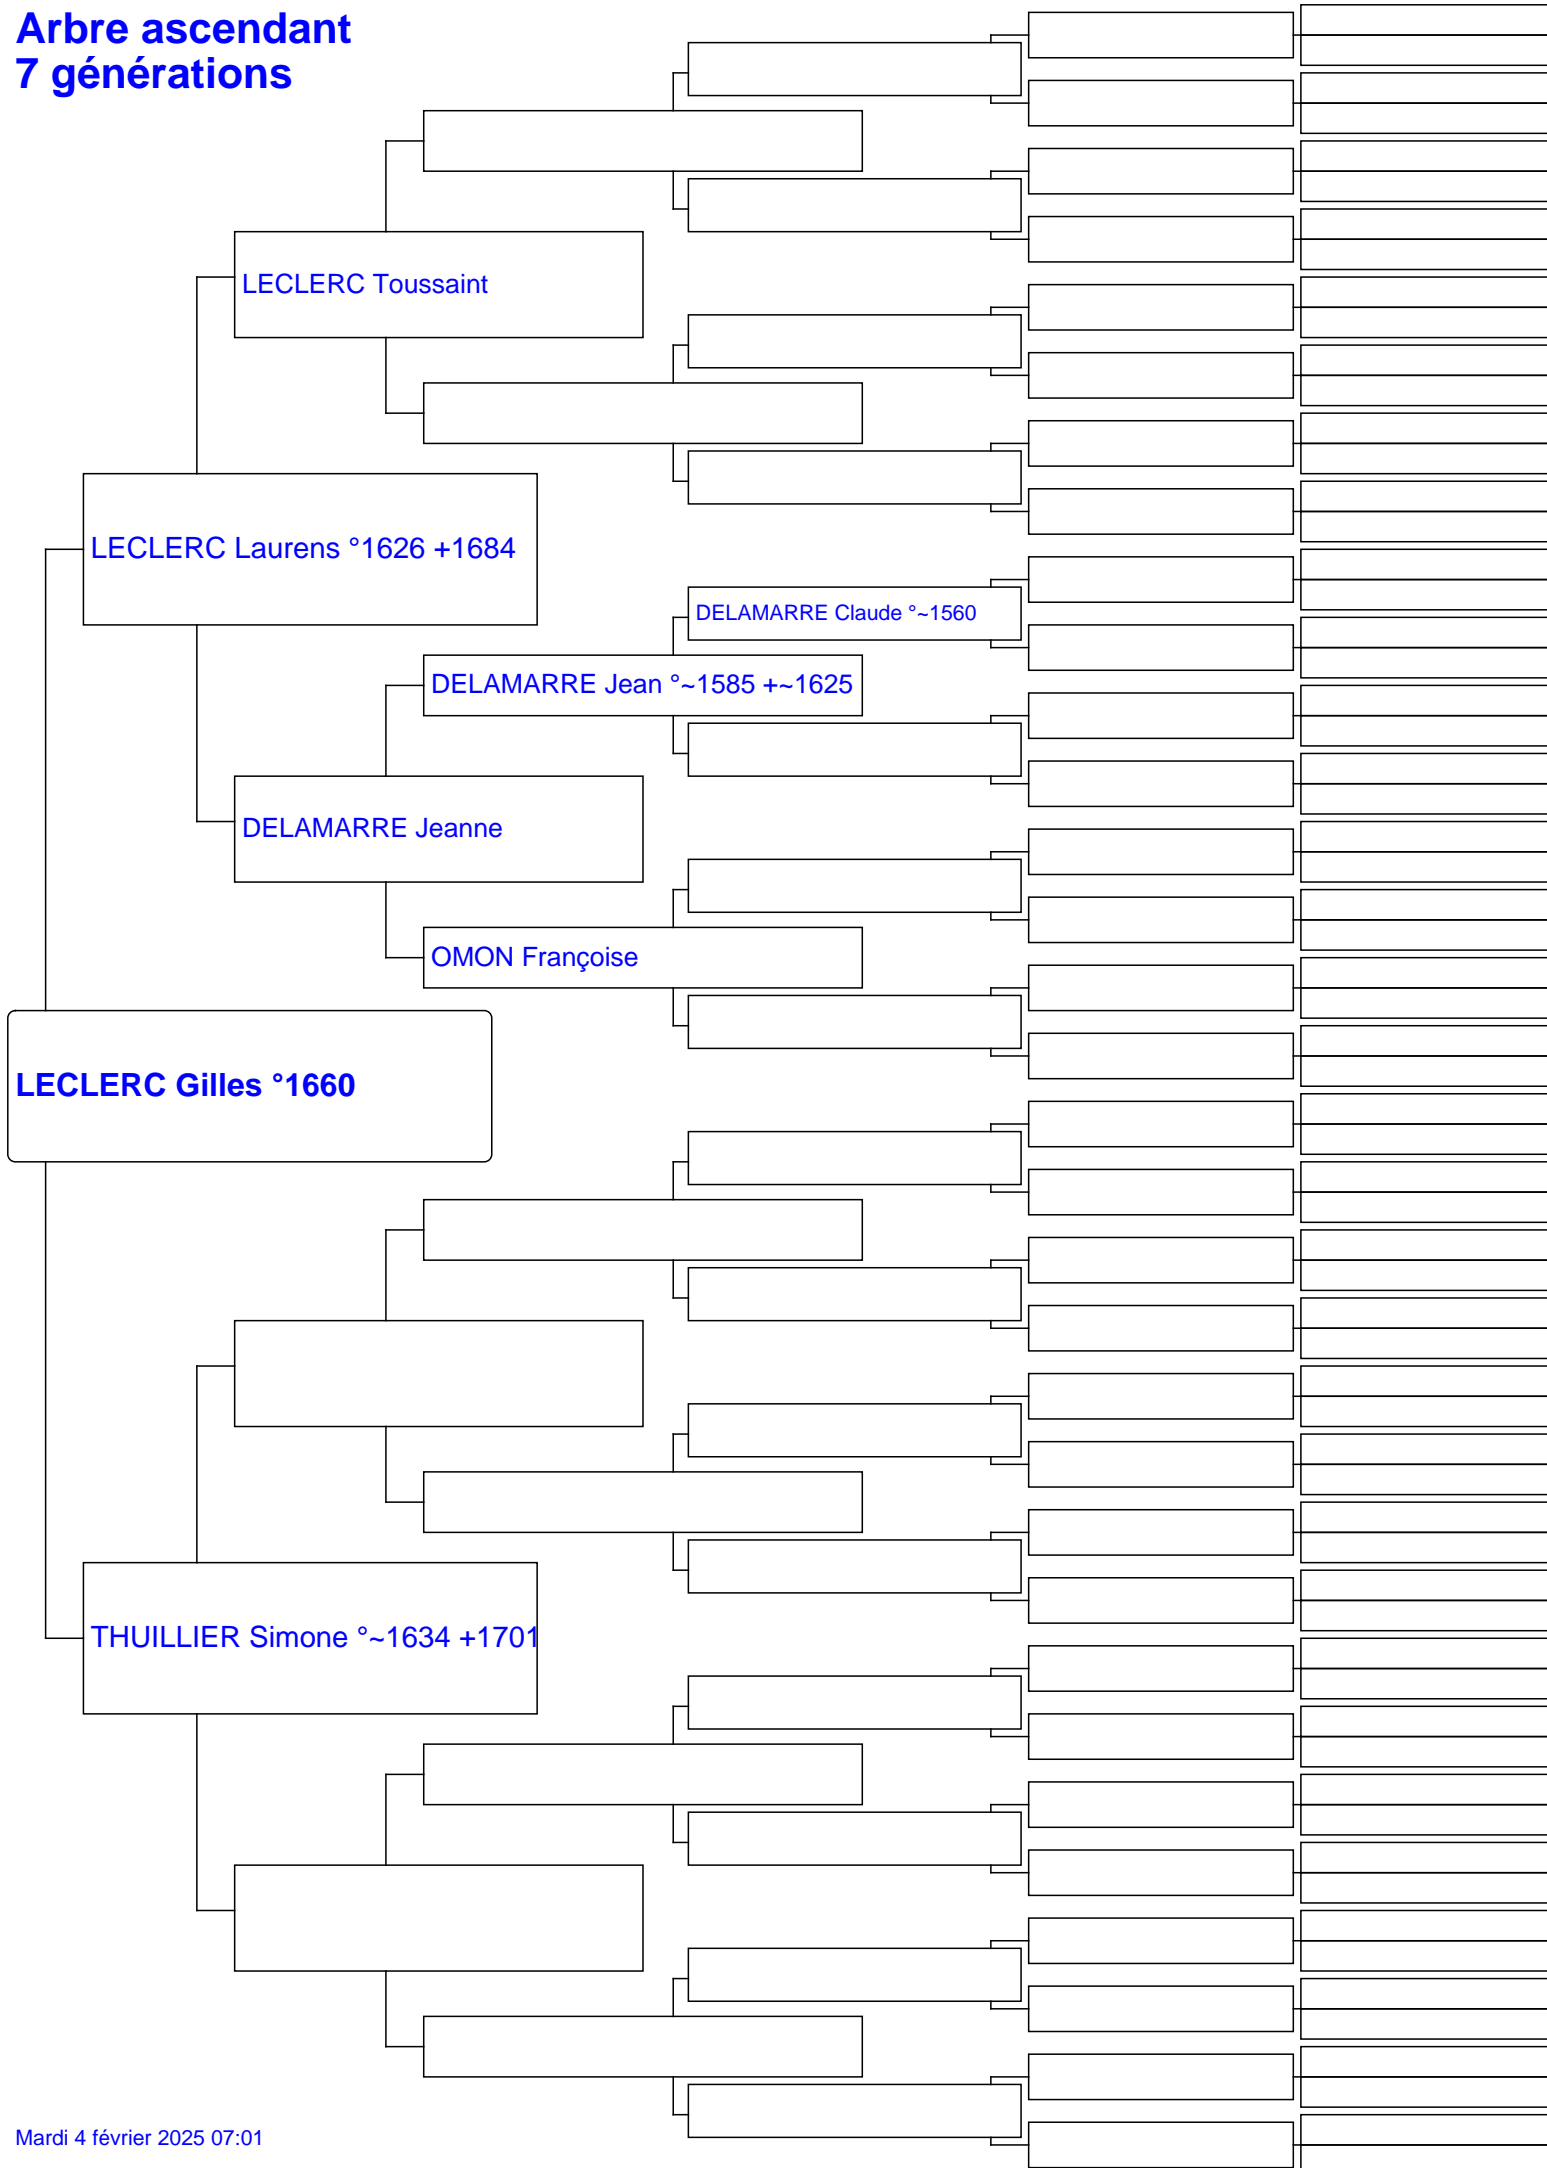 Arbre ascendant
7 générations
LECLERC Toussaint
LECLERC Laurens °1626 +1684
DELAMARRE Claude °~1560
DELAMARRE Jean °~1585 +~1625
DELAMARRE Jeanne
OMON Françoise
LECLERC Gilles °1660
THUILLIER Simone °~1634 +1701
Mardi 4 février 2025 07:01